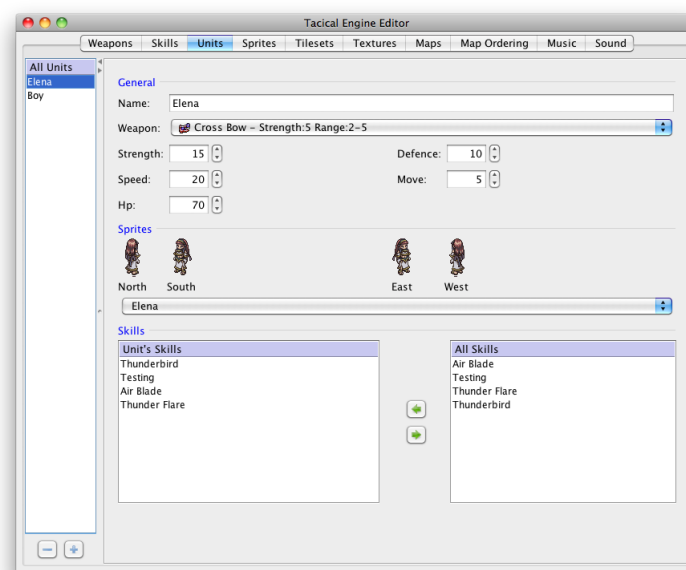 Tacical Engine Editor
Weapons Skills Units Sprites Tilesets Textures Maps Map Ordering Music Sound
All Units
Elena
Boy
General
Name: Elena
Weapon: Cross Bow - Strength:5 Range:2-5
Strength: 15 Defence: 10
Speed: 20 Move: 5
Hp: 70
Sprites
North South East West
Elena
Skills
Unit's Skills
Thunderbird
Testing
Air Blade
Thunder Flare
All Skills
Air Blade
Testing
Thunder Flare
Thunderbird